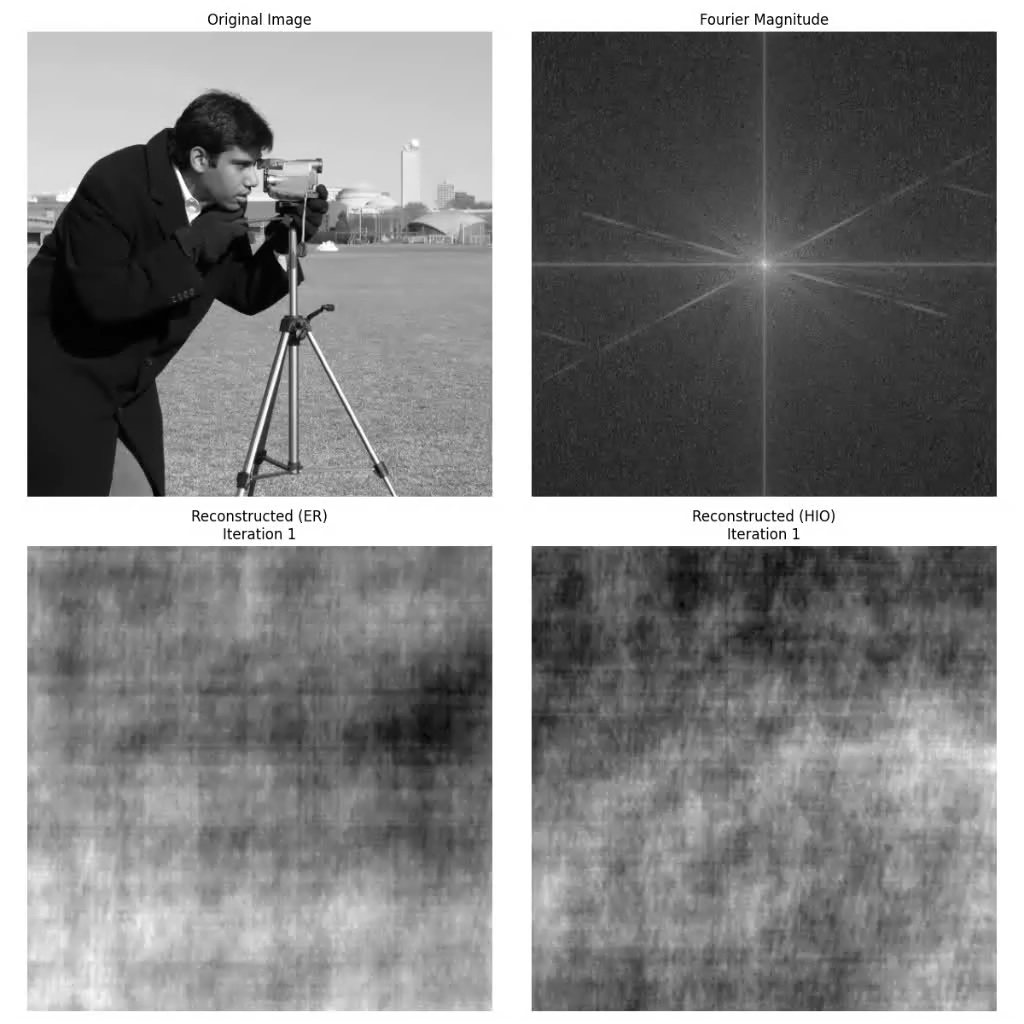 Original Image
Fourier Magnitude
Reconstructed (ER)
Iteration 1
Reconstructed (HIO)
Iteration 1